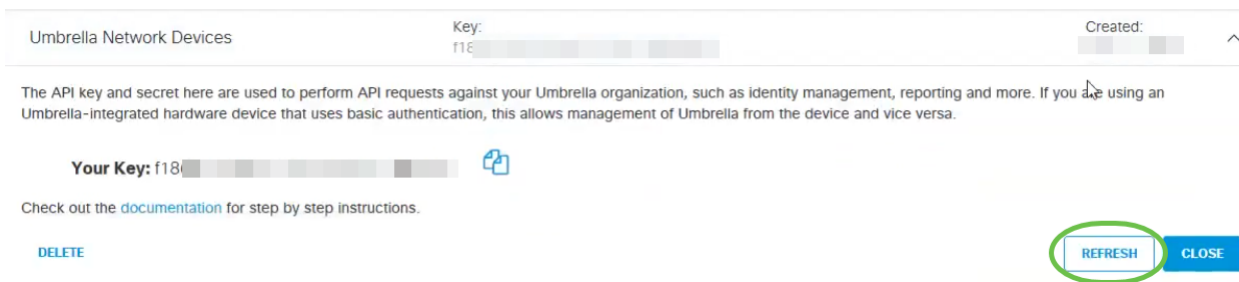 Umbrella Network Devices
Key:
f18
Created:
The API key and secret here are used to perform API requests against your Umbrella organization, such as identity management, reporting and more. If you are using an
Umbrella-integrated hardware device that uses basic authentication, this allows management of Umbrella from the device and vice versa.
Your Key: f18
Check out the documentation for step by step instructions.
DELETE
REFRESH
CLOSE